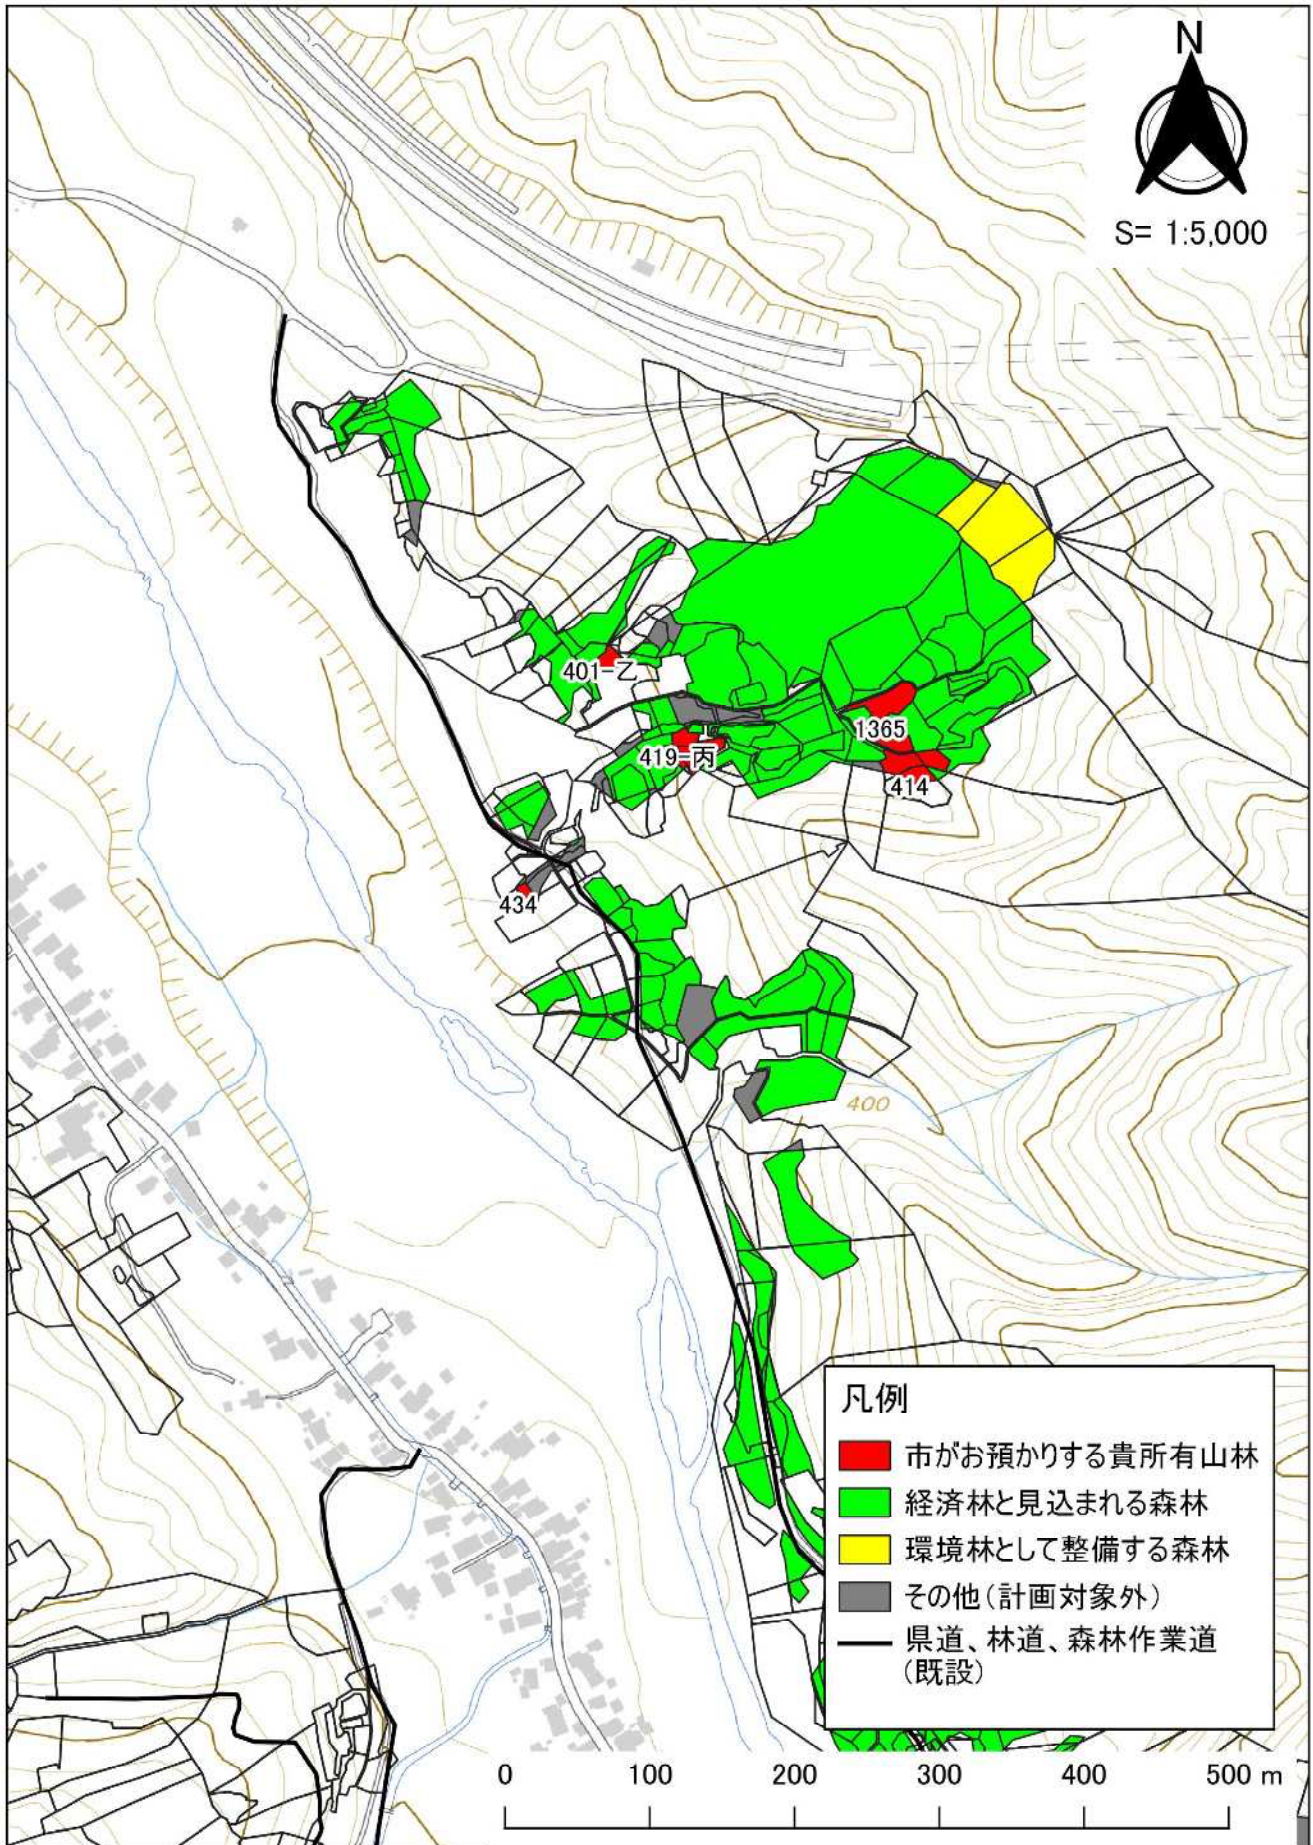 N
S= 1:5,000
401-乙
1365
419-丙
414
434
400
凡例
市がお預かりする貴所有山林
経済林と見込まれる森林
環境林として整備する森林
その他(計画対象外)
県道、林道、森林作業道
(既設)
0 100 200 300 400 500 m